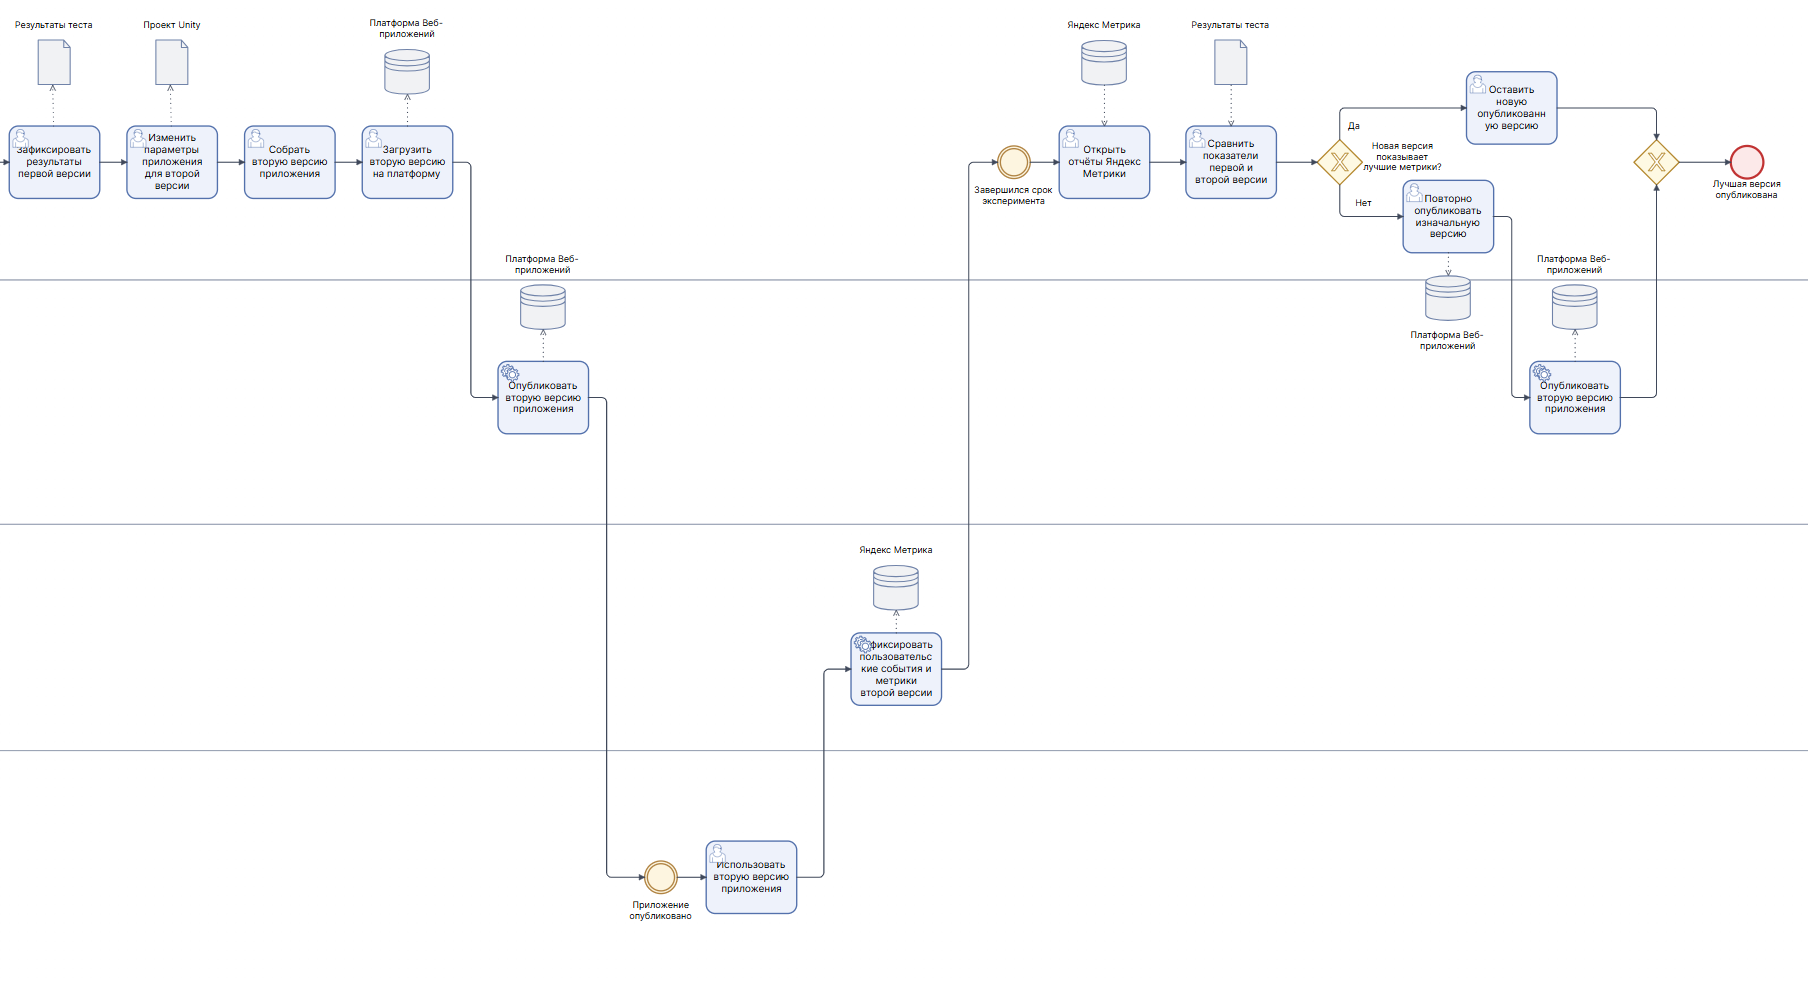 Результаты теста
Проект Unity
Платформа Веб-
приложений
Яндекс Метрика
Результаты теста
Зафиксировать
результаты
первой версии
Изменить
параметры
приложения
для второй
версии
Собрать
вторую версию
приложения
Загрузить
вторую версию
на платформу
Завершился срок
эксперимента
Открыть
отчёты Яндекс
Метрики
Сравнить
показатели
первой и
второй версии
Да
Новая версия
показывает
лучшие метрики?
Нет
Оставить
новую
опубликованн
ую версию
Повторно
опубликовать
изначальную
версию
Лучшая версия
опубликована
Платформа Веб-
приложений
Опубликовать
вторую версию
приложения
Платформа Веб-
приложений
Платформа Веб-
приложений
Опубликовать
вторую версию
приложения
Яндекс Метрика
фиксировать
пользовательс
кие события и
метрики
второй версии
Приложение
опубликовано
Использовать
вторую версию
приложения